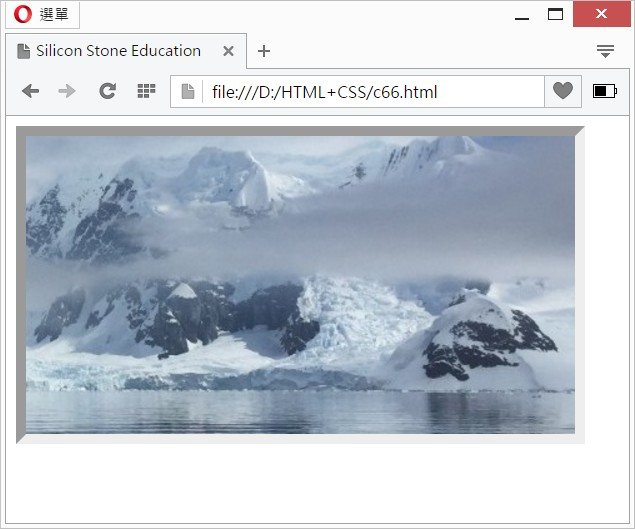 選單
Silicon Stone Education
file:///D:/HTML+CSS/c66.html